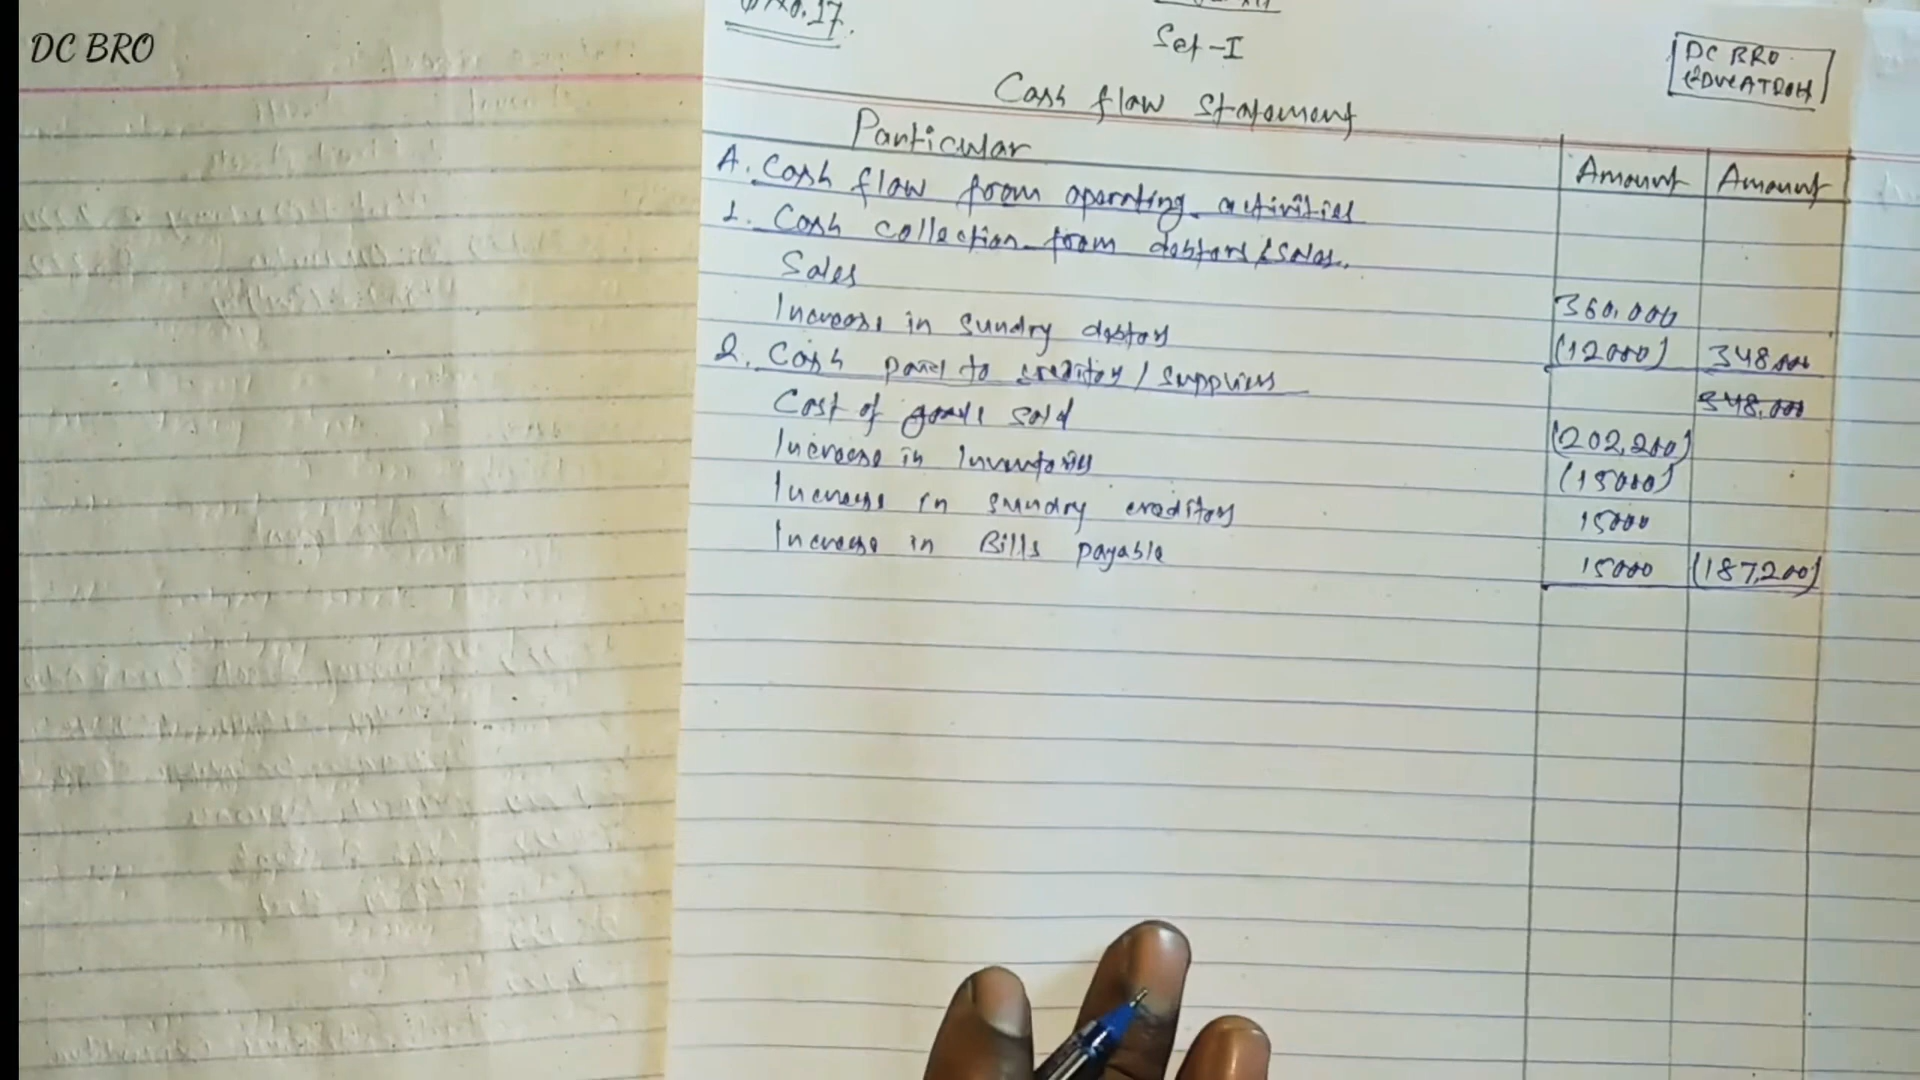 DC BRO
No. 17.
Set-I
DC BRO
EDUCATION
Cash flow statement
Particular Amount Amount
A. Cash flow from operating activities
1. Cash collection from debtors/sales.
Sales 360,000
Increase in sundry debtors (12000) 348000
348,000
2. Cash paid to creditors / suppliers
Cost of goods sold (202,200)
Increase in Inventories (15000)
Increase in sundry creditors 15000
Increase in Bills payable 15000 (187,200)